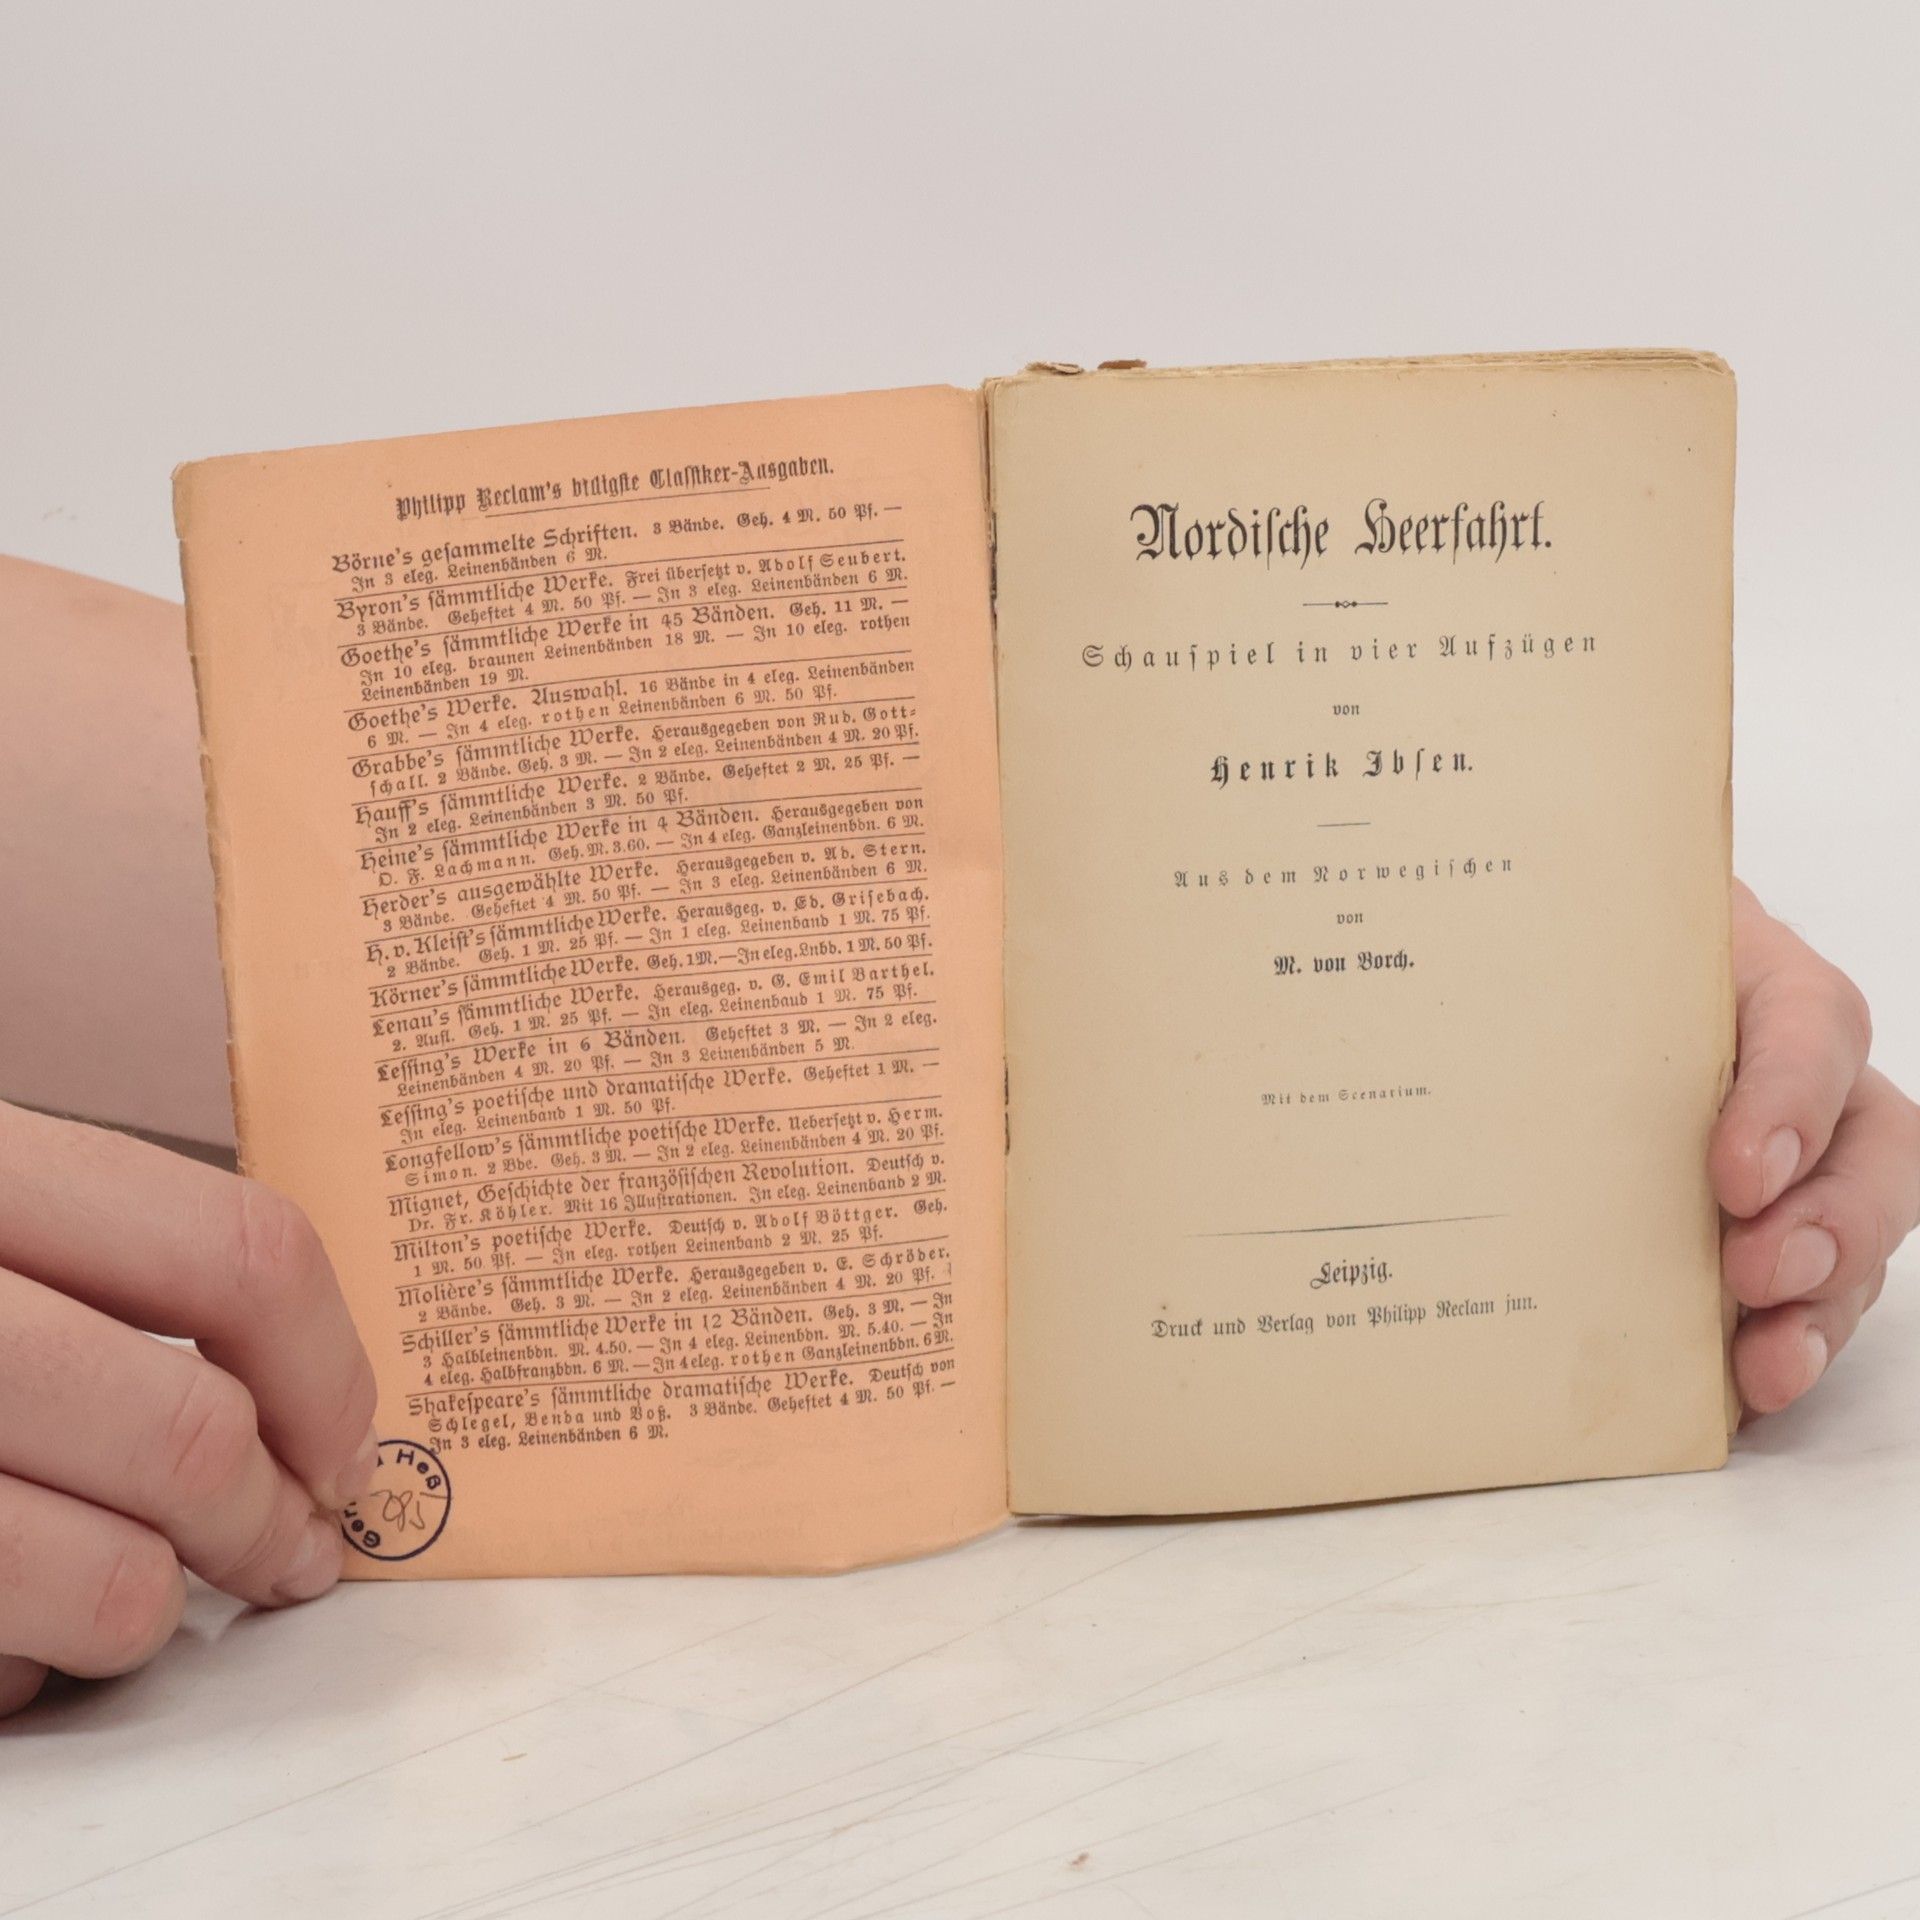 Philipp Reclam's billigste Classiker-Ausgaben.
Börne's gesammelte Schriften. 3 Bände. Geh. 4 M. 50 Pf. —
In 3 eleg. Leinenbänden 6 M.
Byron's sämmtliche Werke. Frei übersetzt v. Adolf Seubert.
3 Bände. Geheftet 4 M. 50 Pf. — In 3 eleg. Leinenbänden 6 M.
Goethe's sämmtliche Werke in 45 Bänden. Geh. 11 M. —
In 10 eleg. braunen Leinenbänden 18 M. — In 10 eleg. rothen
Leinenbänden 19 M.
Goethe's Werke. Auswahl. 16 Bände in 4 eleg. Leinenbänden
6 M. — In 4 eleg. rothen Leinenbänden 6 M. 50 Pf.
Grabbe's sämmtliche Werke. Herausgegeben von Rud. Gott-
schall. 2 Bände. Geh. 3 M. — In 2 eleg. Leinenbänden 4 M. 20 Pf.
Hauff's sämmtliche Werke. 2 Bände. Geheftet 2 M. 25 Pf. —
In 2 eleg. Leinenbänden 3 M. 50 Pf.
Heine's sämmtliche Werke in 4 Bänden. Herausgegeben von
O. F. Lachmann. Geh. M. 3.60. — In 4 eleg. Ganzleinenbdn. 6 M.
Herder's ausgewählte Werke. Herausgegeben v. Ad. Stern.
3 Bände. Geheftet 4 M. 50 Pf. — In 3 eleg. Leinenbänden 6 M.
H. v. Kleist's sämmtliche Werke. Herausgeg. v. Ed. Grisebach.
2 Bände. Geh. 1 M. 25 Pf. — In 1 eleg. Leinenband 1 M. 75 Pf.
Körner's sämmtliche Werke. Geh. 1 M. — In eleg. Lnbd. 1 M. 50 Pf.
Lenau's sämmtliche Werke. Herausgeg. v. G. Emil Barthel.
2. Aufl. Geh. 1 M. 25 Pf. — In eleg. Leinenband 1 M. 75 Pf.
Lessing's Werke in 6 Bänden. Geheftet 3 M. — In 2 eleg.
Leinenbänden 4 M. 20 Pf. — In 3 Leinenbänden 5 M.
Lessing's poetische und dramatische Werke. Geheftet 1 M. —
In eleg. Leinenband 1 M. 50 Pf.
Longfellow's sämmtliche poetische Werke. Uebersetzt v. Herm.
Simon. 2 Bde. Geh. 3 M. — In 2 eleg. Leinenbänden 4 M. 20 Pf.
Mignet, Geschichte der französischen Revolution. Deutsch v.
Dr. Fr. Köhler. Mit 16 Illustrationen. In eleg. Leinenband 2 M.
Milton's poetische Werke. Deutsch v. Adolf Böttger. Geh.
1 M. 50 Pf. — In eleg. rothen Leinenband 2 M. 25 Pf.
Molière's sämmtliche Werke. Herausgegeben v. E. Schröder.
2 Bände. Geh. 3 M. — In 2 eleg. Leinenbänden 4 M. 20 Pf.
Schiller's sämmtliche Werke in 12 Bänden. Geh. 3 M. — In
3 Halbleinenbdn. M. 4.50. — In 4 eleg. Leinenbdn. M. 5.40. — In
4 eleg. Halbfranzbdn. 6 M. — In 4 eleg. rothen Ganzleinenbdn. 6 M.
Shakespeare's sämmtliche dramatische Werke. Deutsch von
Schlegel, Benda und Voß. 3 Bände. Geheftet 4 M. 50 Pf. —
In 3 eleg. Leinenbänden 6 M.
Heß
Nordische Heerfahrt.
Schauspiel in vier Aufzügen
von
Henrik Ibsen.
Aus dem Norwegischen
von
M. von Borch.
Mit dem Scenarium.
Leipzig.
Druck und Verlag von Philipp Reclam jun.